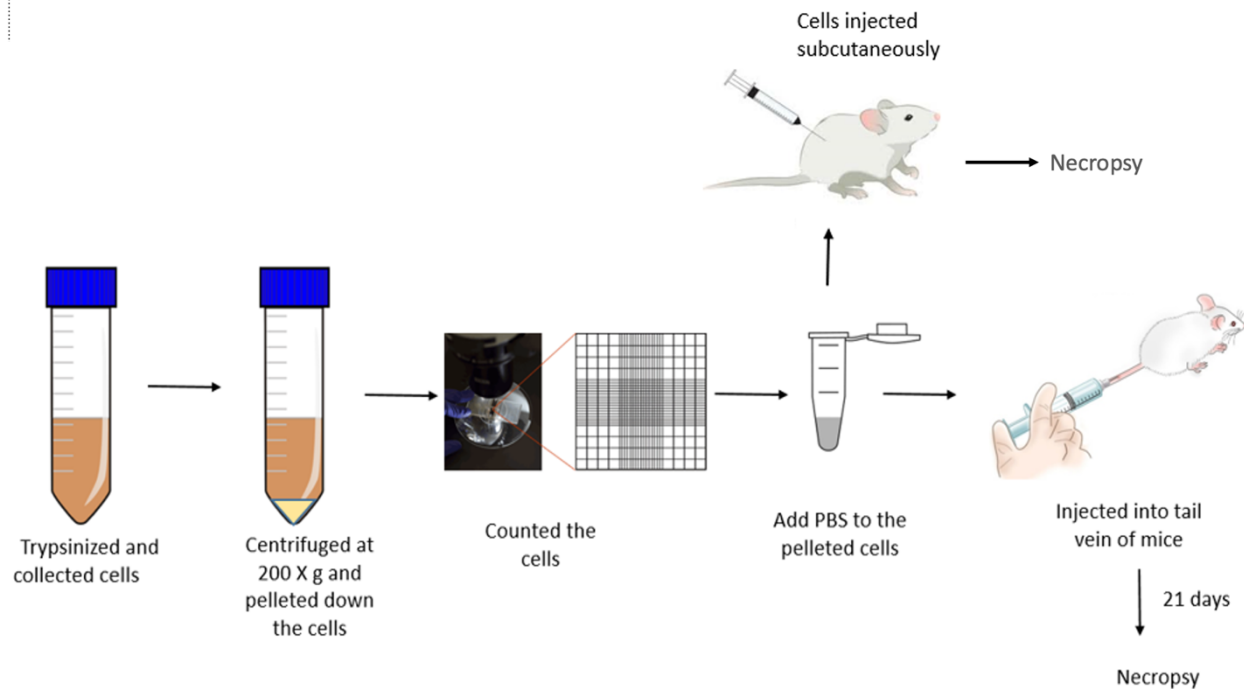 Cells injected
subcutaneously
Necropsy
Trypsinized and
collected cells
Centrifuged at
200 X g and
pelleted down
the cells
Counted the
cells
Add PBS to the
pelleted cells
Injected into tail
vein of mice
21 days
Necropsy